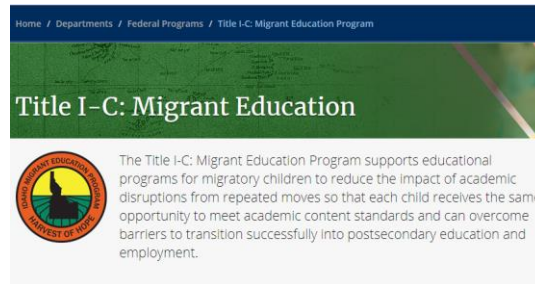 Home / Departments / Federal Programs / Title I-C: Migrant Education Program
Title I-C: Migrant Education
IDAHO MIGRANT EDUCATION PROGRAM
HARVEST OF HOPE
The Title I-C: Migrant Education Program supports educational
programs for migratory children to reduce the impact of academic
disruptions from repeated moves so that each child receives the same
opportunity to meet academic content standards and can overcome
barriers to transition successfully into postsecondary education and
employment.